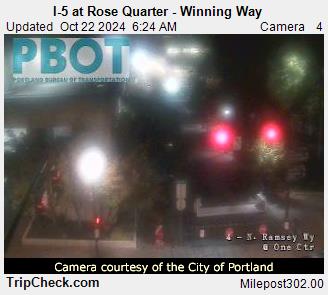 I-5 at Rose Quarter - Winning Way
Updated Oct 22 2024 6:24 AM Camera 4
PBOT
PORTLAND BUREAU OF TRANSPORTATION
4 - N. Ramsey Wy
@ One Ctr
Camera courtesy of the City of Portland
TripCheck.com Milepost302.00